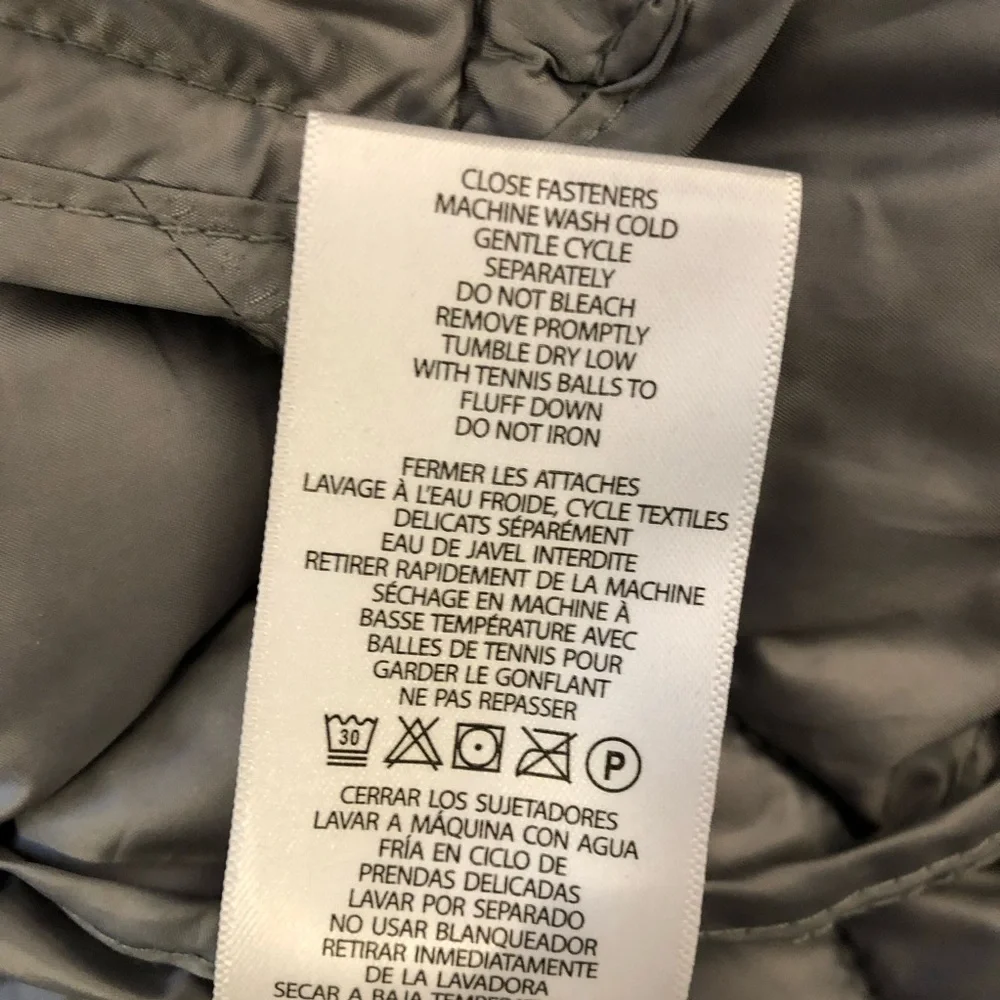 CLOSE FASTENERS
MACHINE WASH COLD
GENTLE CYCLE
SEPARATELY
DO NOT BLEACH
REMOVE PROMPTLY
TUMBLE DRY LOW
WITH TENNIS BALLS TO
FLUFF DOWN
DO NOT IRON
FERMER LES ATTACHES
LAVAGE À L'EAU FROIDE, CYCLE TEXTILES
DELICATS SÉPARÉMENT
EAU DE JAVEL INTERDITE
RETIRER RAPIDEMENT DE LA MACHINE
SÉCHAGE EN MACHINE À
BASSE TEMPÉRATURE AVEC
BALLES DE TENNIS POUR
GARDER LE GONFLANT
NE PAS REPASSER
30 P
CERRAR LOS SUJETADORES
LAVAR A MÁQUINA CON AGUA
FRÍA EN CICLO DE
PRENDAS DELICADAS
LAVAR POR SEPARADO
NO USAR BLANQUEADOR
RETIRAR INMEDIATAMENTE
DE LA LAVADORA
SECAR A BAJA